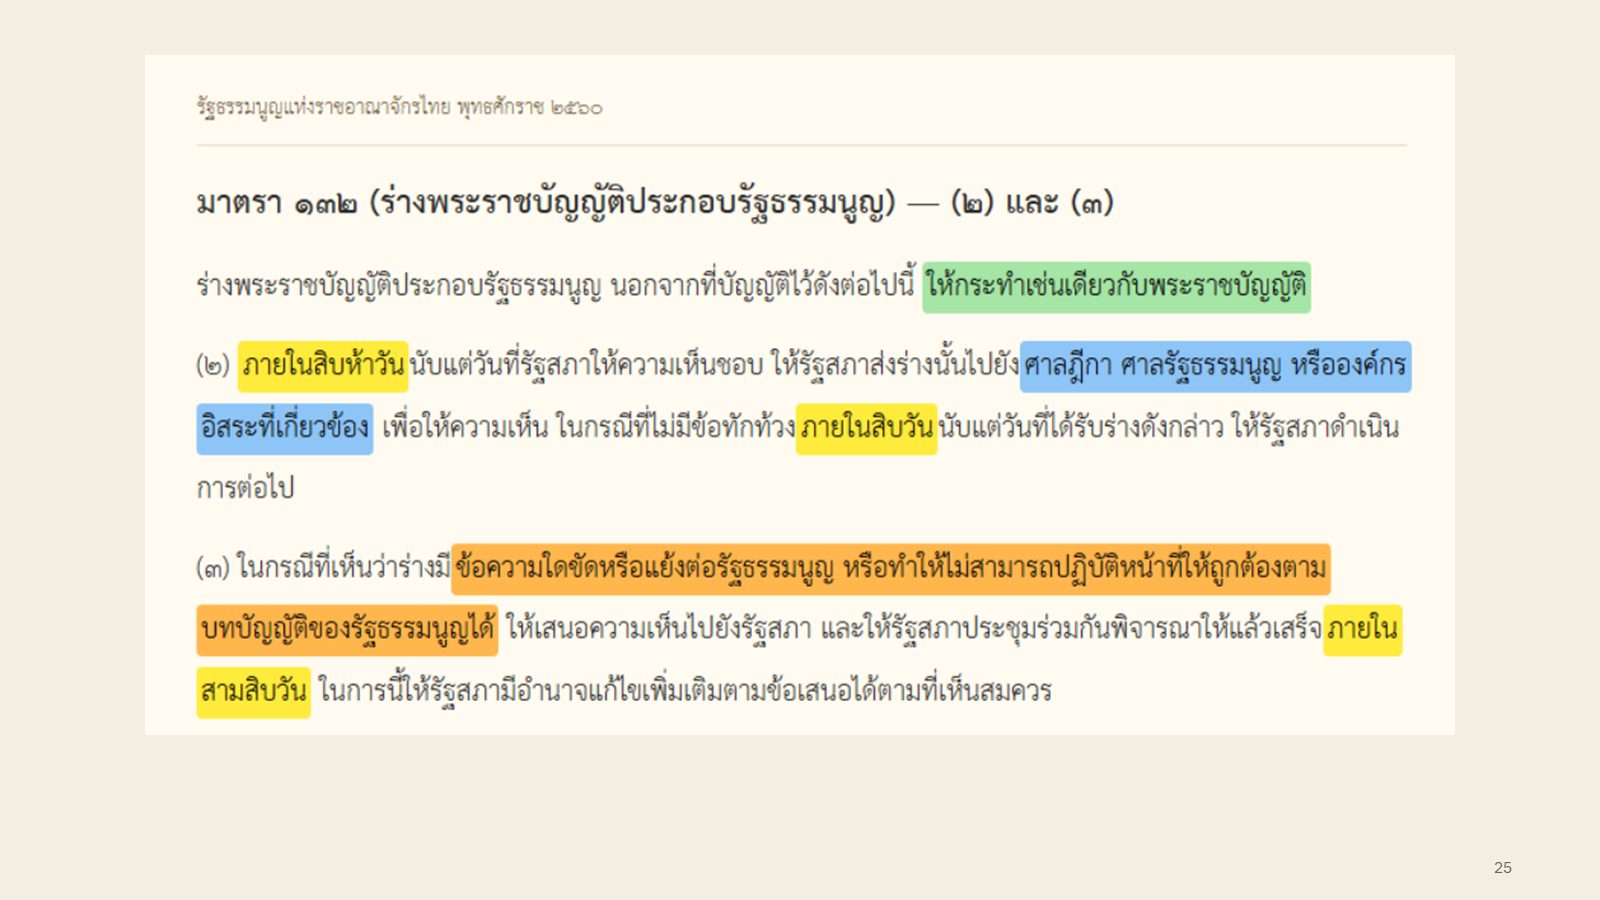 รัฐธรรมนูญแห่งราชอาณาจักรไทย พุทธศักราช ๒๕๖๐
มาตรา ๑๓๒ (ร่างพระราชบัญญัติประกอบรัฐธรรมนูญ) — (๒) และ (๓)
ร่างพระราชบัญญัติประกอบรัฐธรรมนูญ นอกจากที่บัญญัติไว้ดังต่อไปนี้ ให้กระทำเช่นเดียวกับพระราชบัญญัติ
(๒) ภายในสิบห้าวันนับแต่วันที่รัฐสภาให้ความเห็นชอบ ให้รัฐสภาส่งร่างนั้นไปยังศาลฎีกา ศาลรัฐธรรมนูญ หรือองค์กร
อิสระที่เกี่ยวข้อง เพื่อให้ความเห็น ในกรณีที่ไม่มีข้อทักท้วงภายในสิบวันนับแต่วันที่ได้รับร่างดังกล่าว ให้รัฐสภาดำเนิน
การต่อไป
(๓) ในกรณีที่เห็นว่าร่างมีข้อความใดขัดหรือแย้งต่อรัฐธรรมนูญ หรือทำให้ไม่สามารถปฏิบัติหน้าที่ให้ถูกต้องตาม
บทบัญญัติของรัฐธรรมนูญได้ ให้เสนอความเห็นไปยังรัฐสภา และให้รัฐสภาประชุมร่วมกันพิจารณาให้แล้วเสร็จภายใน
สามสิบวัน ในการนี้ให้รัฐสภามีอำนาจแก้ไขเพิ่มเติมตามข้อเสนอได้ตามที่เห็นสมควร
25